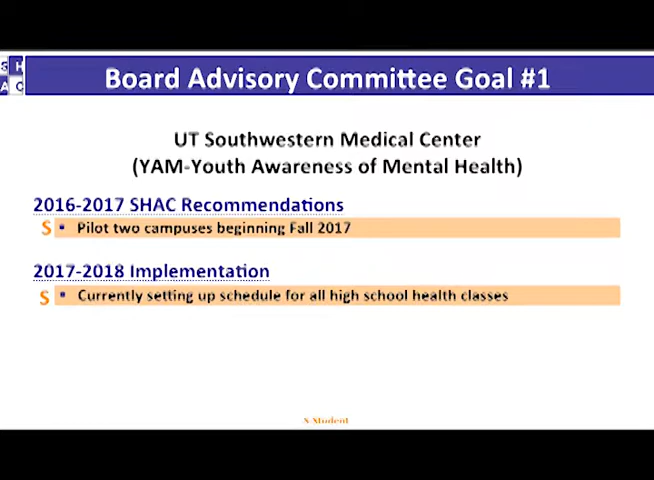 S H
A C
Board Advisory Committee Goal #1
UT Southwestern Medical Center
(YAM-Youth Awareness of Mental Health)
2016-2017 SHAC Recommendations
S ▪ Pilot two campuses beginning Fall 2017
2017-2018 Implementation
S ▪ Currently setting up schedule for all high school health classes
S-Student